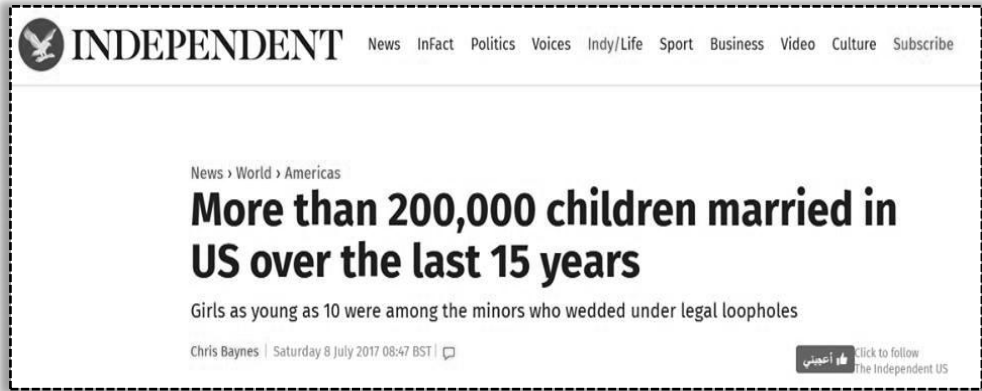 INDEPENDENT News InFact Politics Voices Indy/Life Sport Business Video Culture Subscribe
News › World › Americas
More than 200,000 children married in
US over the last 15 years
Girls as young as 10 were among the minors who wedded under legal loopholes
Chris Baynes | Saturday 8 July 2017 08:47 BST |
أعجبني Click to follow
The Independent US